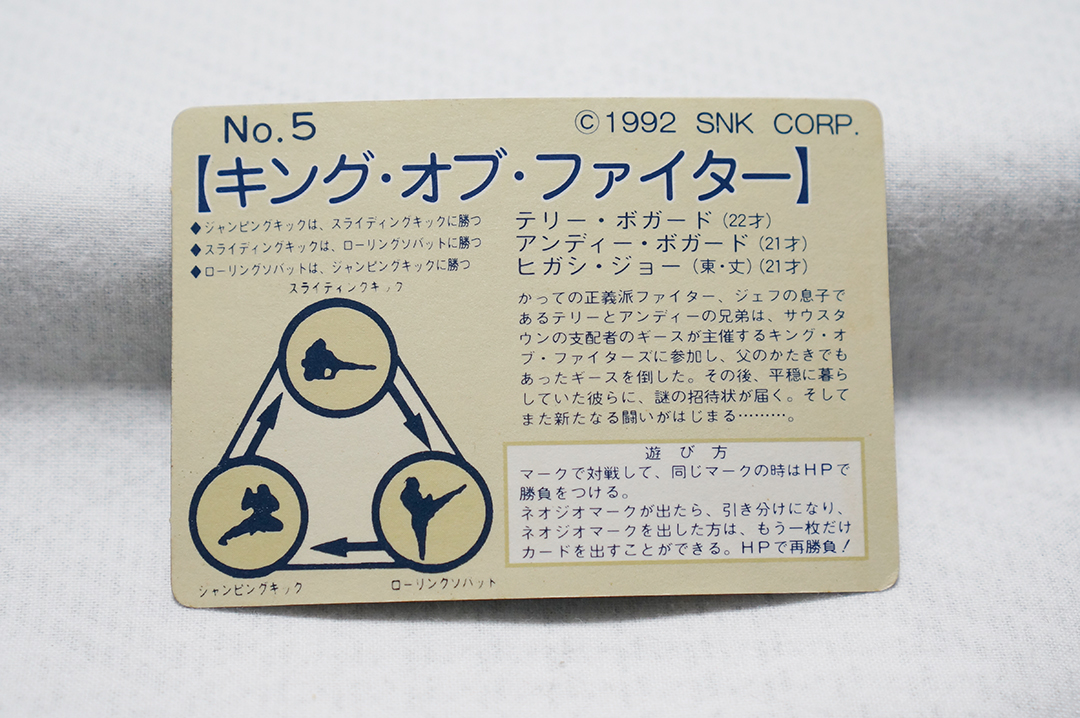 No.5
©1992 SNK CORP.
【キング・オブ・ファイター】
◆ジャンピングキックは、スライディングキックに勝つ
◆スライディングキックは、ローリングソバットに勝つ
◆ローリングソバットは、ジャンピングキックに勝つ
スライディングキック
ジャンピングキック
ローリングソバット
テリー・ボガード(22才)
アンディー・ボガード(21才)
ヒガシ・ジョー(東・丈)(21才)
かっての正義派ファイター、ジェフの息子で
あるテリーとアンディーの兄弟は、サウスタ
ウンの支配者のギースが主催するキング・オ
ブ・ファイターズに参加し、父のかたきでも
あったギースを倒した。その後、平穏に暮ら
していた彼らに、謎の招待状が届く。そして
また新たなる闘いがはじまる………。
遊び方
マークで対戦して、同じマークの時はHPで
勝負をつける。
ネオジオマークが出たら、引き分けになり、
ネオジオマークを出した方は、もう一枚だけ
カードを出すことができる。HPで再勝負!